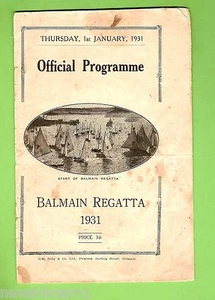 THURSDAY, 1st JANUARY, 1931
Official Programme
START OF BALMAIN REGATTA
BALMAIN REGATTA
1931
PRICE 3d